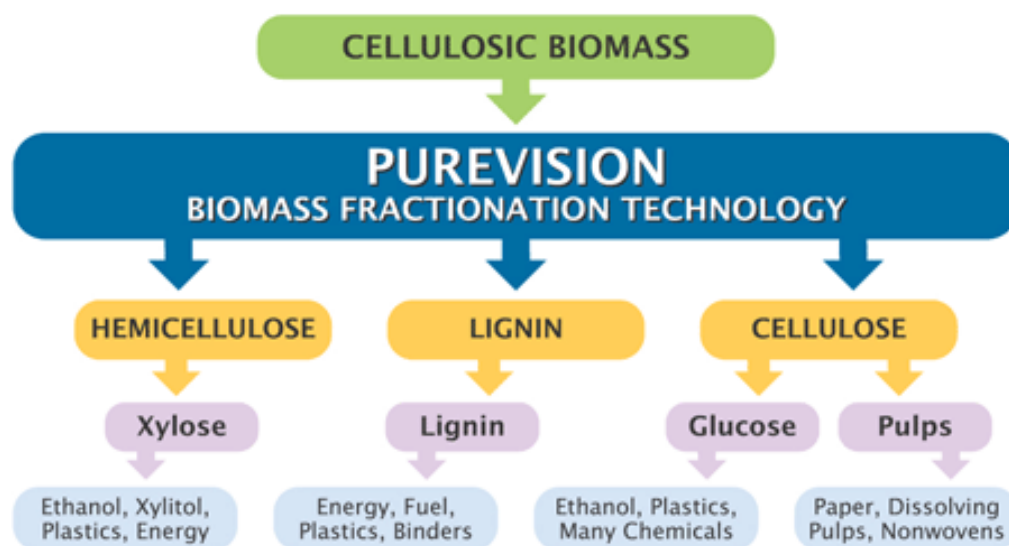 CELLULOSIC BIOMASS
PUREVISION
BIOMASS FRACTIONATION TECHNOLOGY
HEMICELLULOSE
LIGNIN
CELLULOSE
Xylose
Lignin
Glucose
Pulps
Ethanol, Xylitol,
Plastics, Energy
Energy, Fuel,
Plastics, Binders
Ethanol, Plastics,
Many Chemicals
Paper, Dissolving
Pulps, Nonwovens